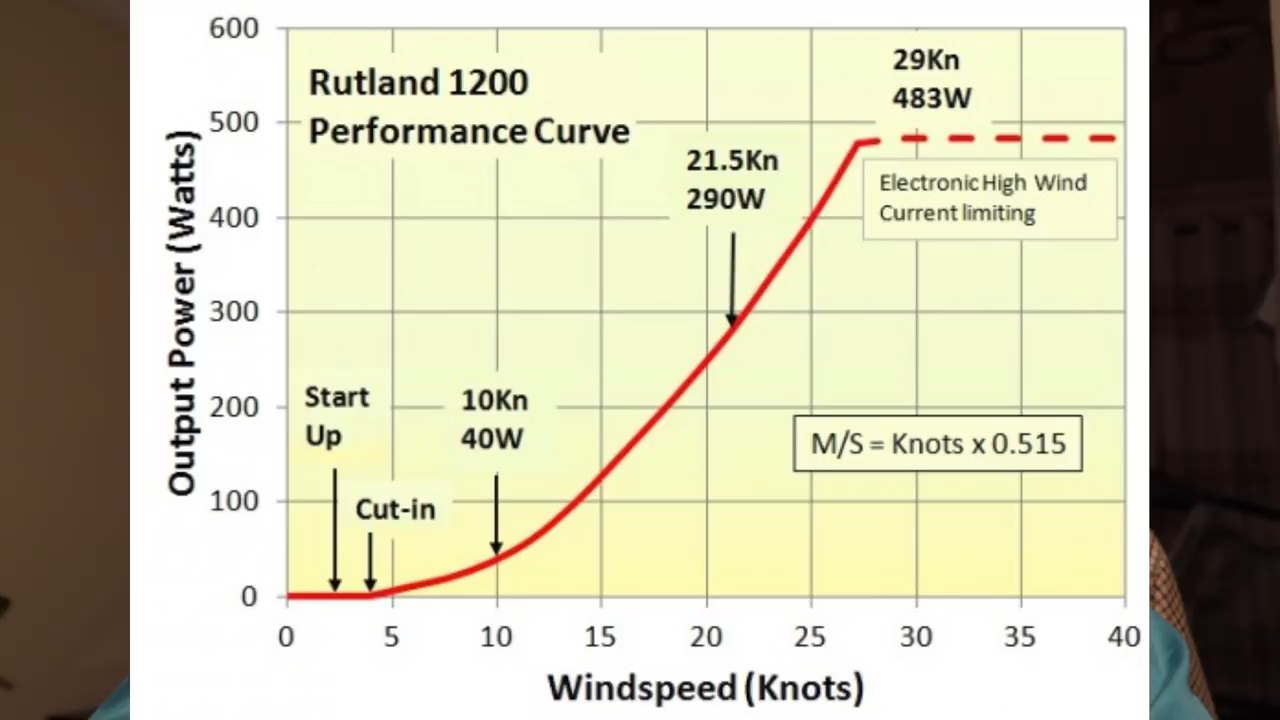 Rutland 1200
Performance Curve
29Kn
483W
21.5Kn
290W
Electronic High Wind
Current limiting
Start
Up
10Kn
40W
Cut-in
M/S = Knots x 0.515
Output Power (Watts)
600
500
400
300
200
100
0
0 5 10 15 20 25 30 35 40
Windspeed (Knots)